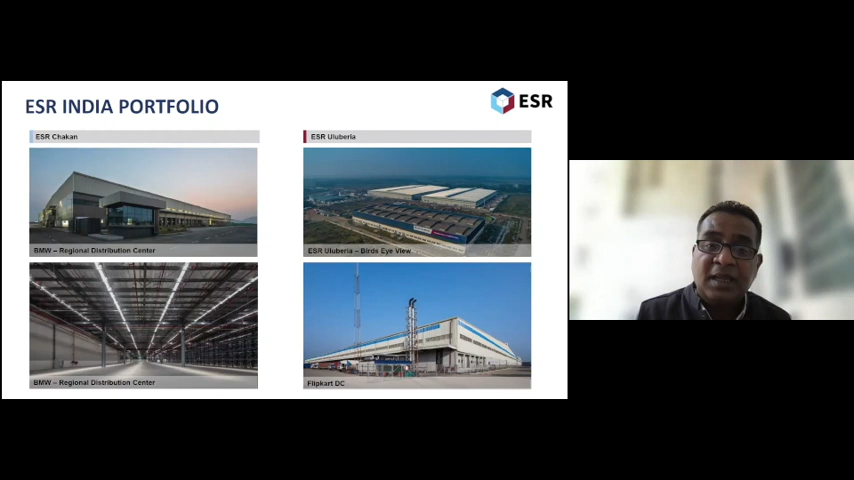 ESR INDIA PORTFOLIO
ESR
ESR Chakan
ESR Uluberia
BMW – Regional Distribution Center
ESR Uluberia – Birds Eye View
BMW – Regional Distribution Center
Flipkart DC